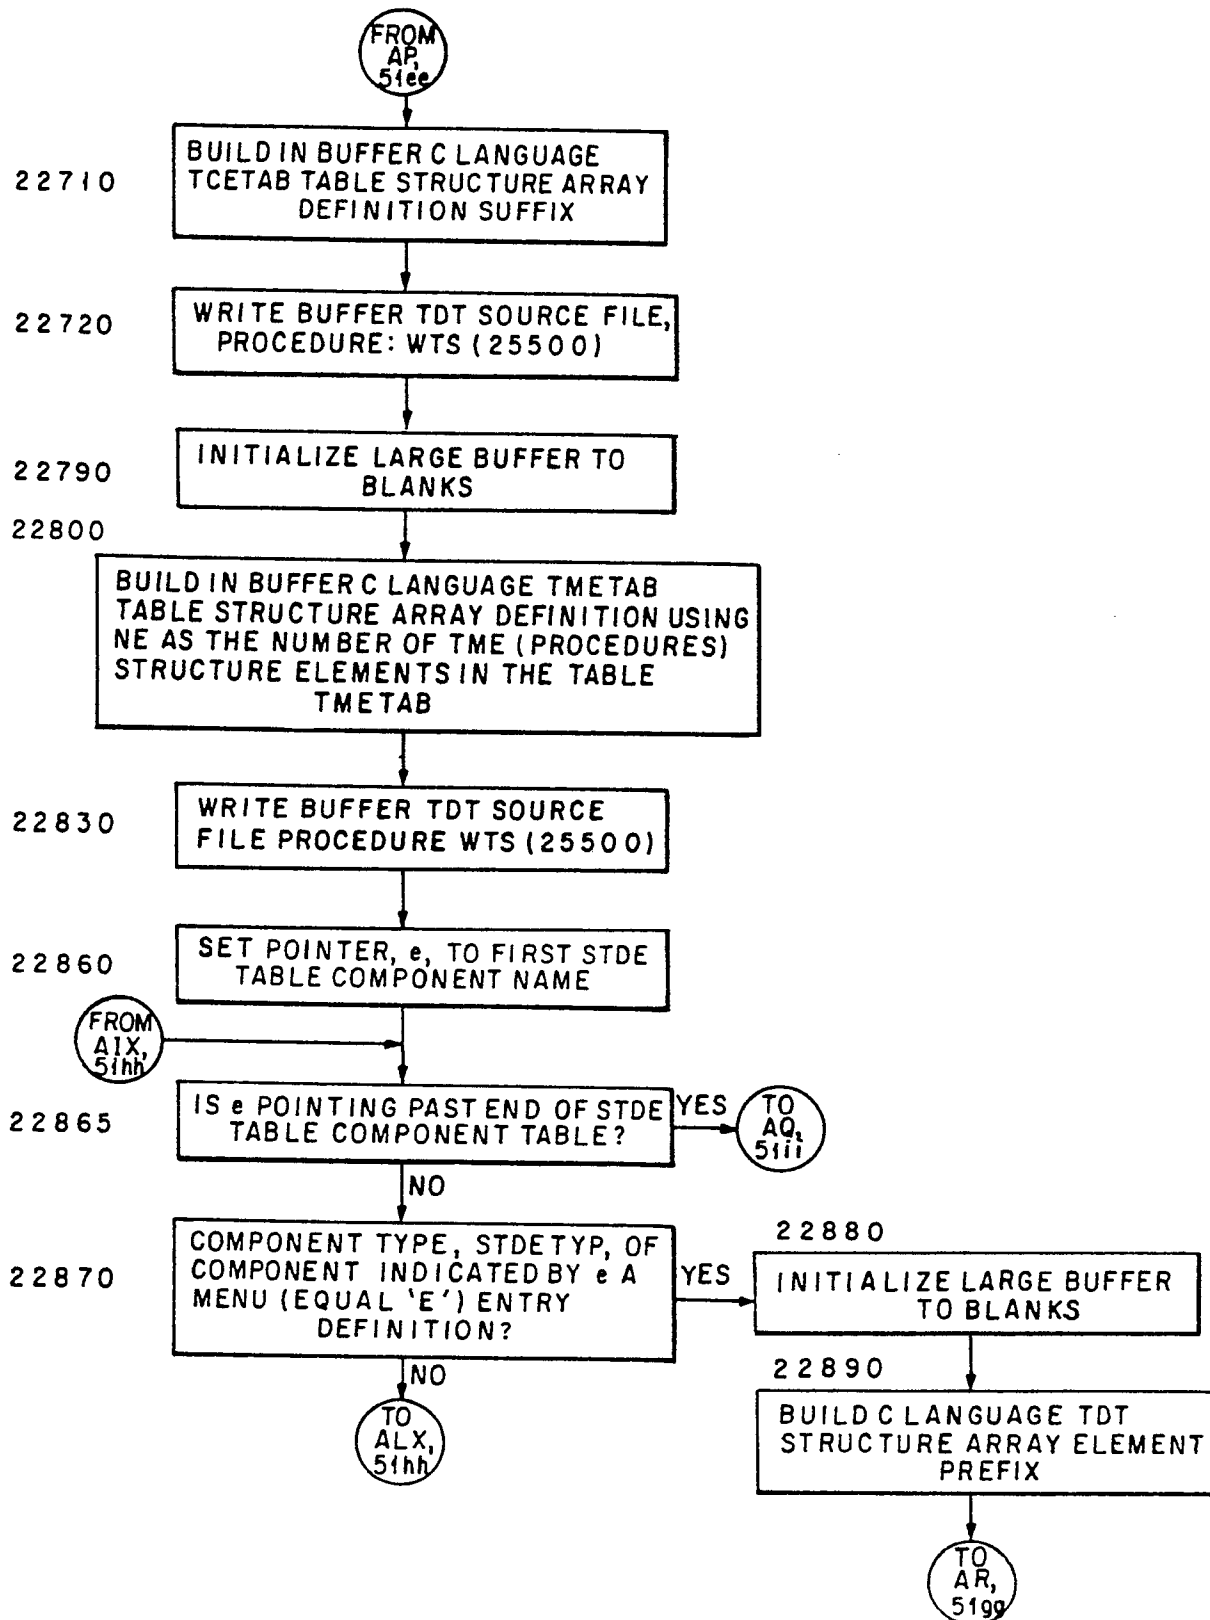 FROM
AP,
51ee
22710
BUILD IN BUFFER C LANGUAGE
TCETAB TABLE STRUCTURE ARRAY
DEFINITION SUFFIX
22720
WRITE BUFFER TDT SOURCE FILE,
PROCEDURE: WTS (25500)
22790
INITIALIZE LARGE BUFFER TO
BLANKS
22800
BUILD IN BUFFER C LANGUAGE TMETAB
TABLE STRUCTURE ARRAY DEFINITION USING
NE AS THE NUMBER OF TME (PROCEDURES)
STRUCTURE ELEMENTS IN THE TABLE
TMETAB
22830
WRITE BUFFER TDT SOURCE
FILE PROCEDURE WTS (25500)
22860
SET POINTER, e, TO FIRST STDE
TABLE COMPONENT NAME
FROM
AIX,
51hh
22865
IS e POINTING PAST END OF STDE
TABLE COMPONENT TABLE?
YES
TO
AQ,
51ii
NO
22870
COMPONENT TYPE, STDETYP, OF
COMPONENT INDICATED BY e A
MENU (EQUAL 'E') ENTRY
DEFINITION?
YES
22880
INITIALIZE LARGE BUFFER
TO BLANKS
NO
TO
ALX,
51hh
22890
BUILD C LANGUAGE TDT
STRUCTURE ARRAY ELEMENT
PREFIX
TO
AR,
51gg